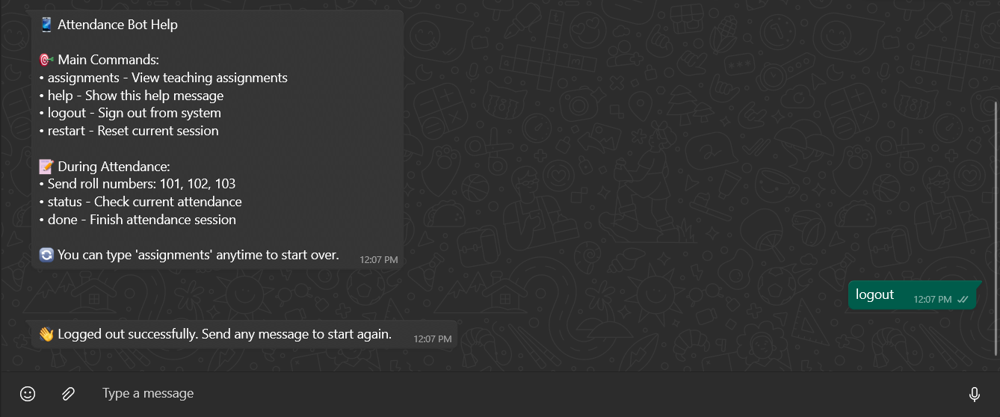 📱 Attendance Bot Help
🎯 Main Commands:
• assignments - View teaching assignments
• help - Show this help message
• logout - Sign out from system
• restart - Reset current session
📝 During Attendance:
• Send roll numbers: 101, 102, 103
• status - Check current attendance
• done - Finish attendance session
🔄 You can type 'assignments' anytime to start over. 12:07 PM
logout 12:07 PM
👋 Logged out successfully. Send any message to start again. 12:07 PM
Type a message